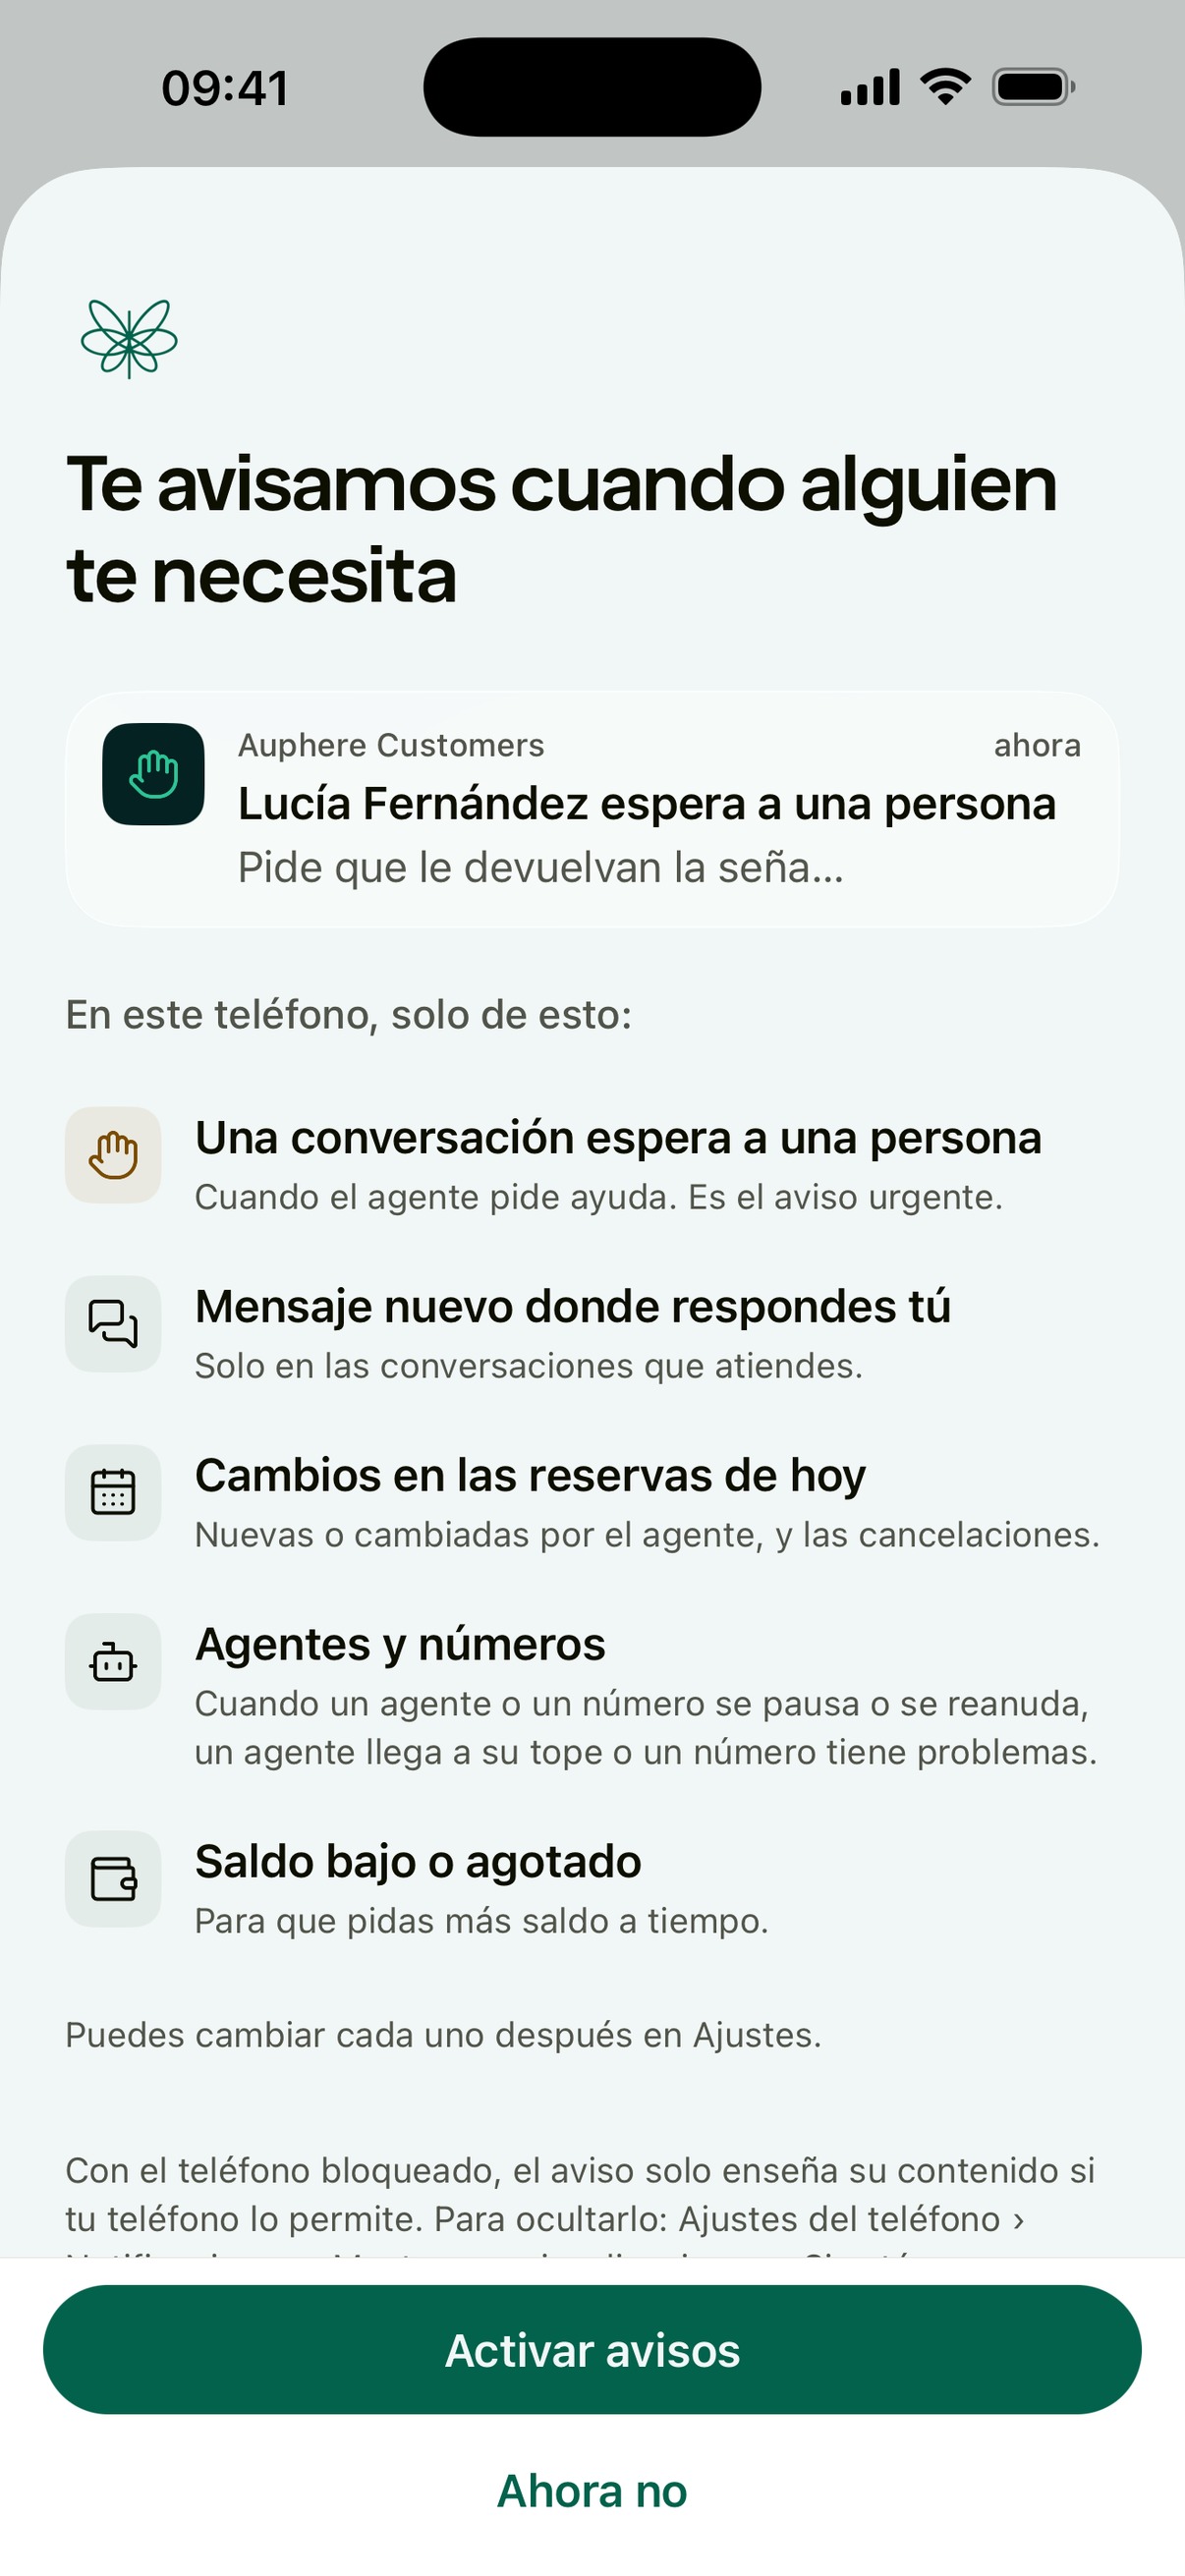 09:41
Te avisamos cuando alguien
te necesita
Auphere Customers ahora
Lucía Fernández espera a una persona
Pide que le devuelvan la seña...
En este teléfono, solo de esto:
Una conversación espera a una persona
Cuando el agente pide ayuda. Es el aviso urgente.
Mensaje nuevo donde respondes tú
Solo en las conversaciones que atiendes.
Cambios en las reservas de hoy
Nuevas o cambiadas por el agente, y las cancelaciones.
Agentes y números
Cuando un agente o un número se pausa o se reanuda,
un agente llega a su tope o un número tiene problemas.
Saldo bajo o agotado
Para que pidas más saldo a tiempo.
Puedes cambiar cada uno después en Ajustes.
Con el teléfono bloqueado, el aviso solo enseña su contenido si
tu teléfono lo permite. Para ocultarlo: Ajustes del teléfono ›
Activar avisos
Ahora no